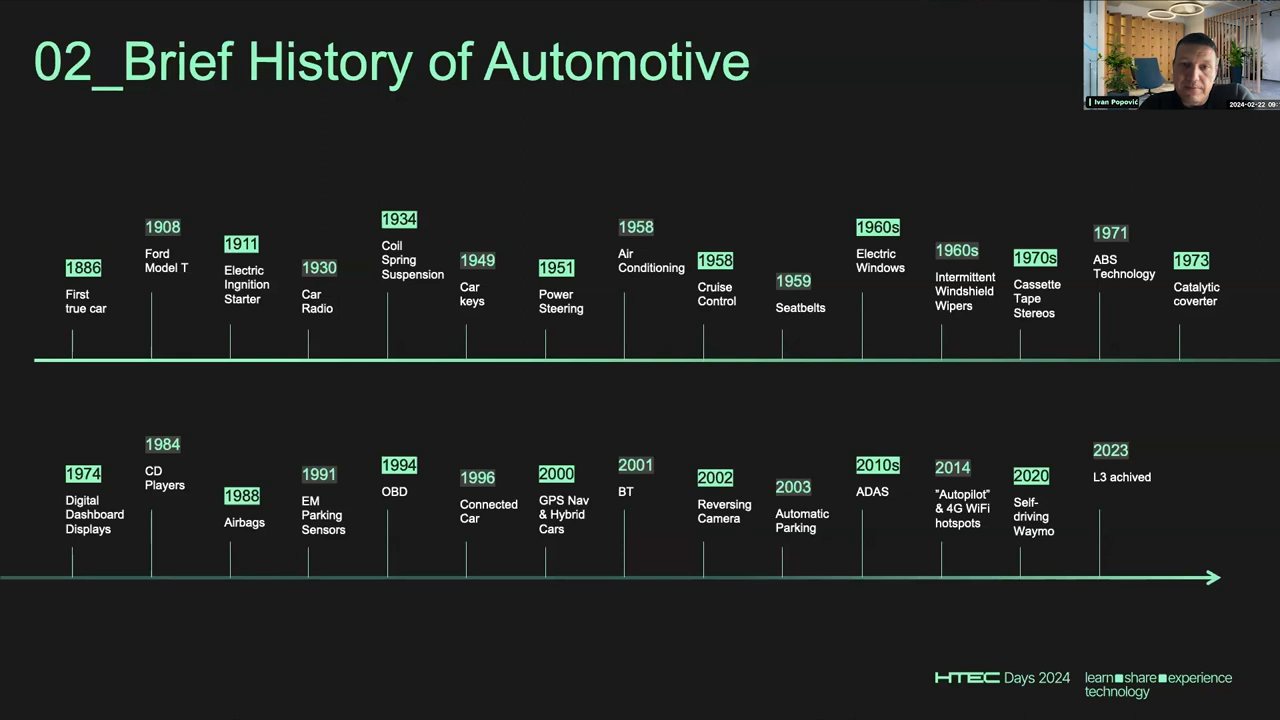 02_Brief History of Automotive
Ivan Popović
2024-02-22 09:
1886
First
true car
1908
Ford
Model T
1911
Electric
Ingnition
Starter
1930
Car
Radio
1934
Coil
Spring
Suspension
1949
Car
keys
1951
Power
Steering
1958
Air
Conditioning
1958
Cruise
Control
1959
Seatbelts
1960s
Electric
Windows
1960s
Intermittent
Windshield
Wipers
1970s
Cassette
Tape
Stereos
1971
ABS
Technology
1973
Catalytic
coverter
1974
Digital
Dashboard
Displays
1984
CD
Players
1988
Airbags
1991
EM
Parking
Sensors
1994
OBD
1996
Connected
Car
2000
GPS Nav
& Hybrid
Cars
2001
BT
2002
Reversing
Camera
2003
Automatic
Parking
2010s
ADAS
2014
"Autopilot"
& 4G WiFi
hotspots
2020
Self-
driving
Waymo
2023
L3 achived
HTEC Days 2024
learn■share■experience
technology